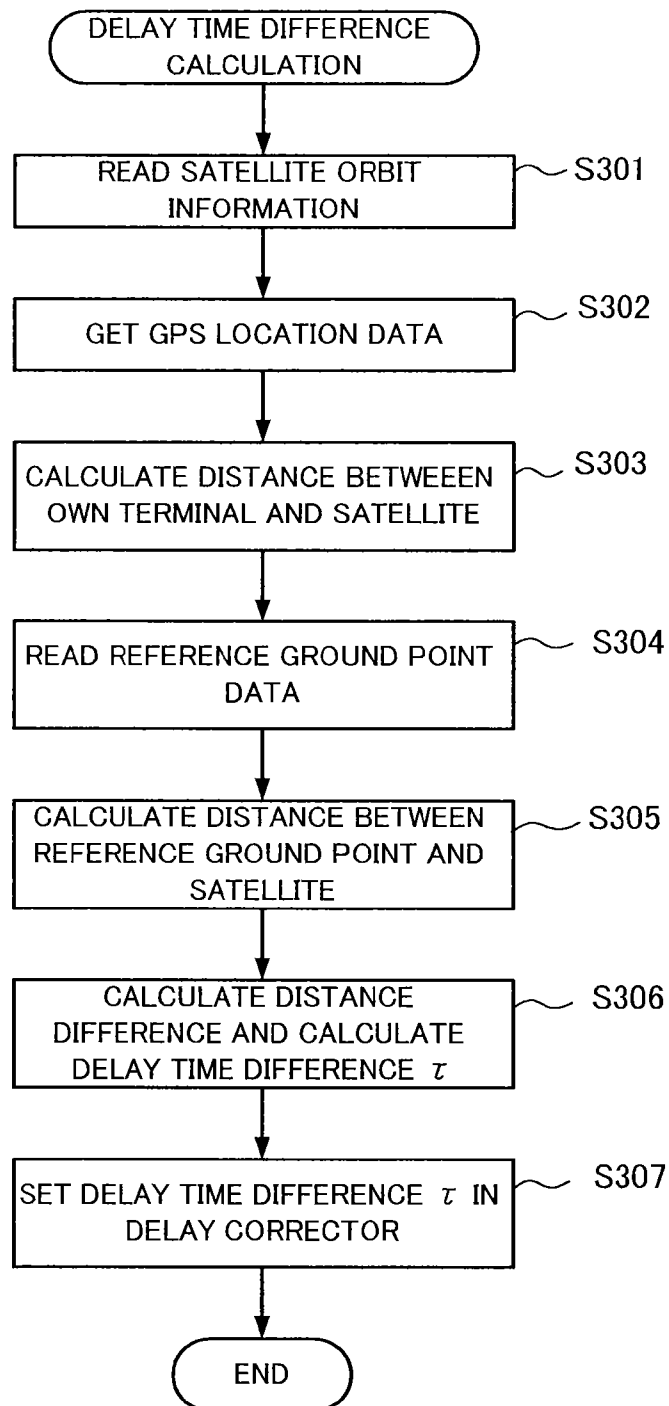 DELAY TIME DIFFERENCE
CALCULATION
READ SATELLITE ORBIT
INFORMATION
S301
GET GPS LOCATION DATA
S302
CALCULATE DISTANCE BETWEEEN
OWN TERMINAL AND SATELLITE
S303
READ REFERENCE GROUND POINT
DATA
S304
CALCULATE DISTANCE BETWEEN
REFERENCE GROUND POINT AND
SATELLITE
S305
CALCULATE DISTANCE
DIFFERENCE AND CALCULATE
DELAY TIME DIFFERENCE τ
S306
SET DELAY TIME DIFFERENCE τ IN
DELAY CORRECTOR
S307
END